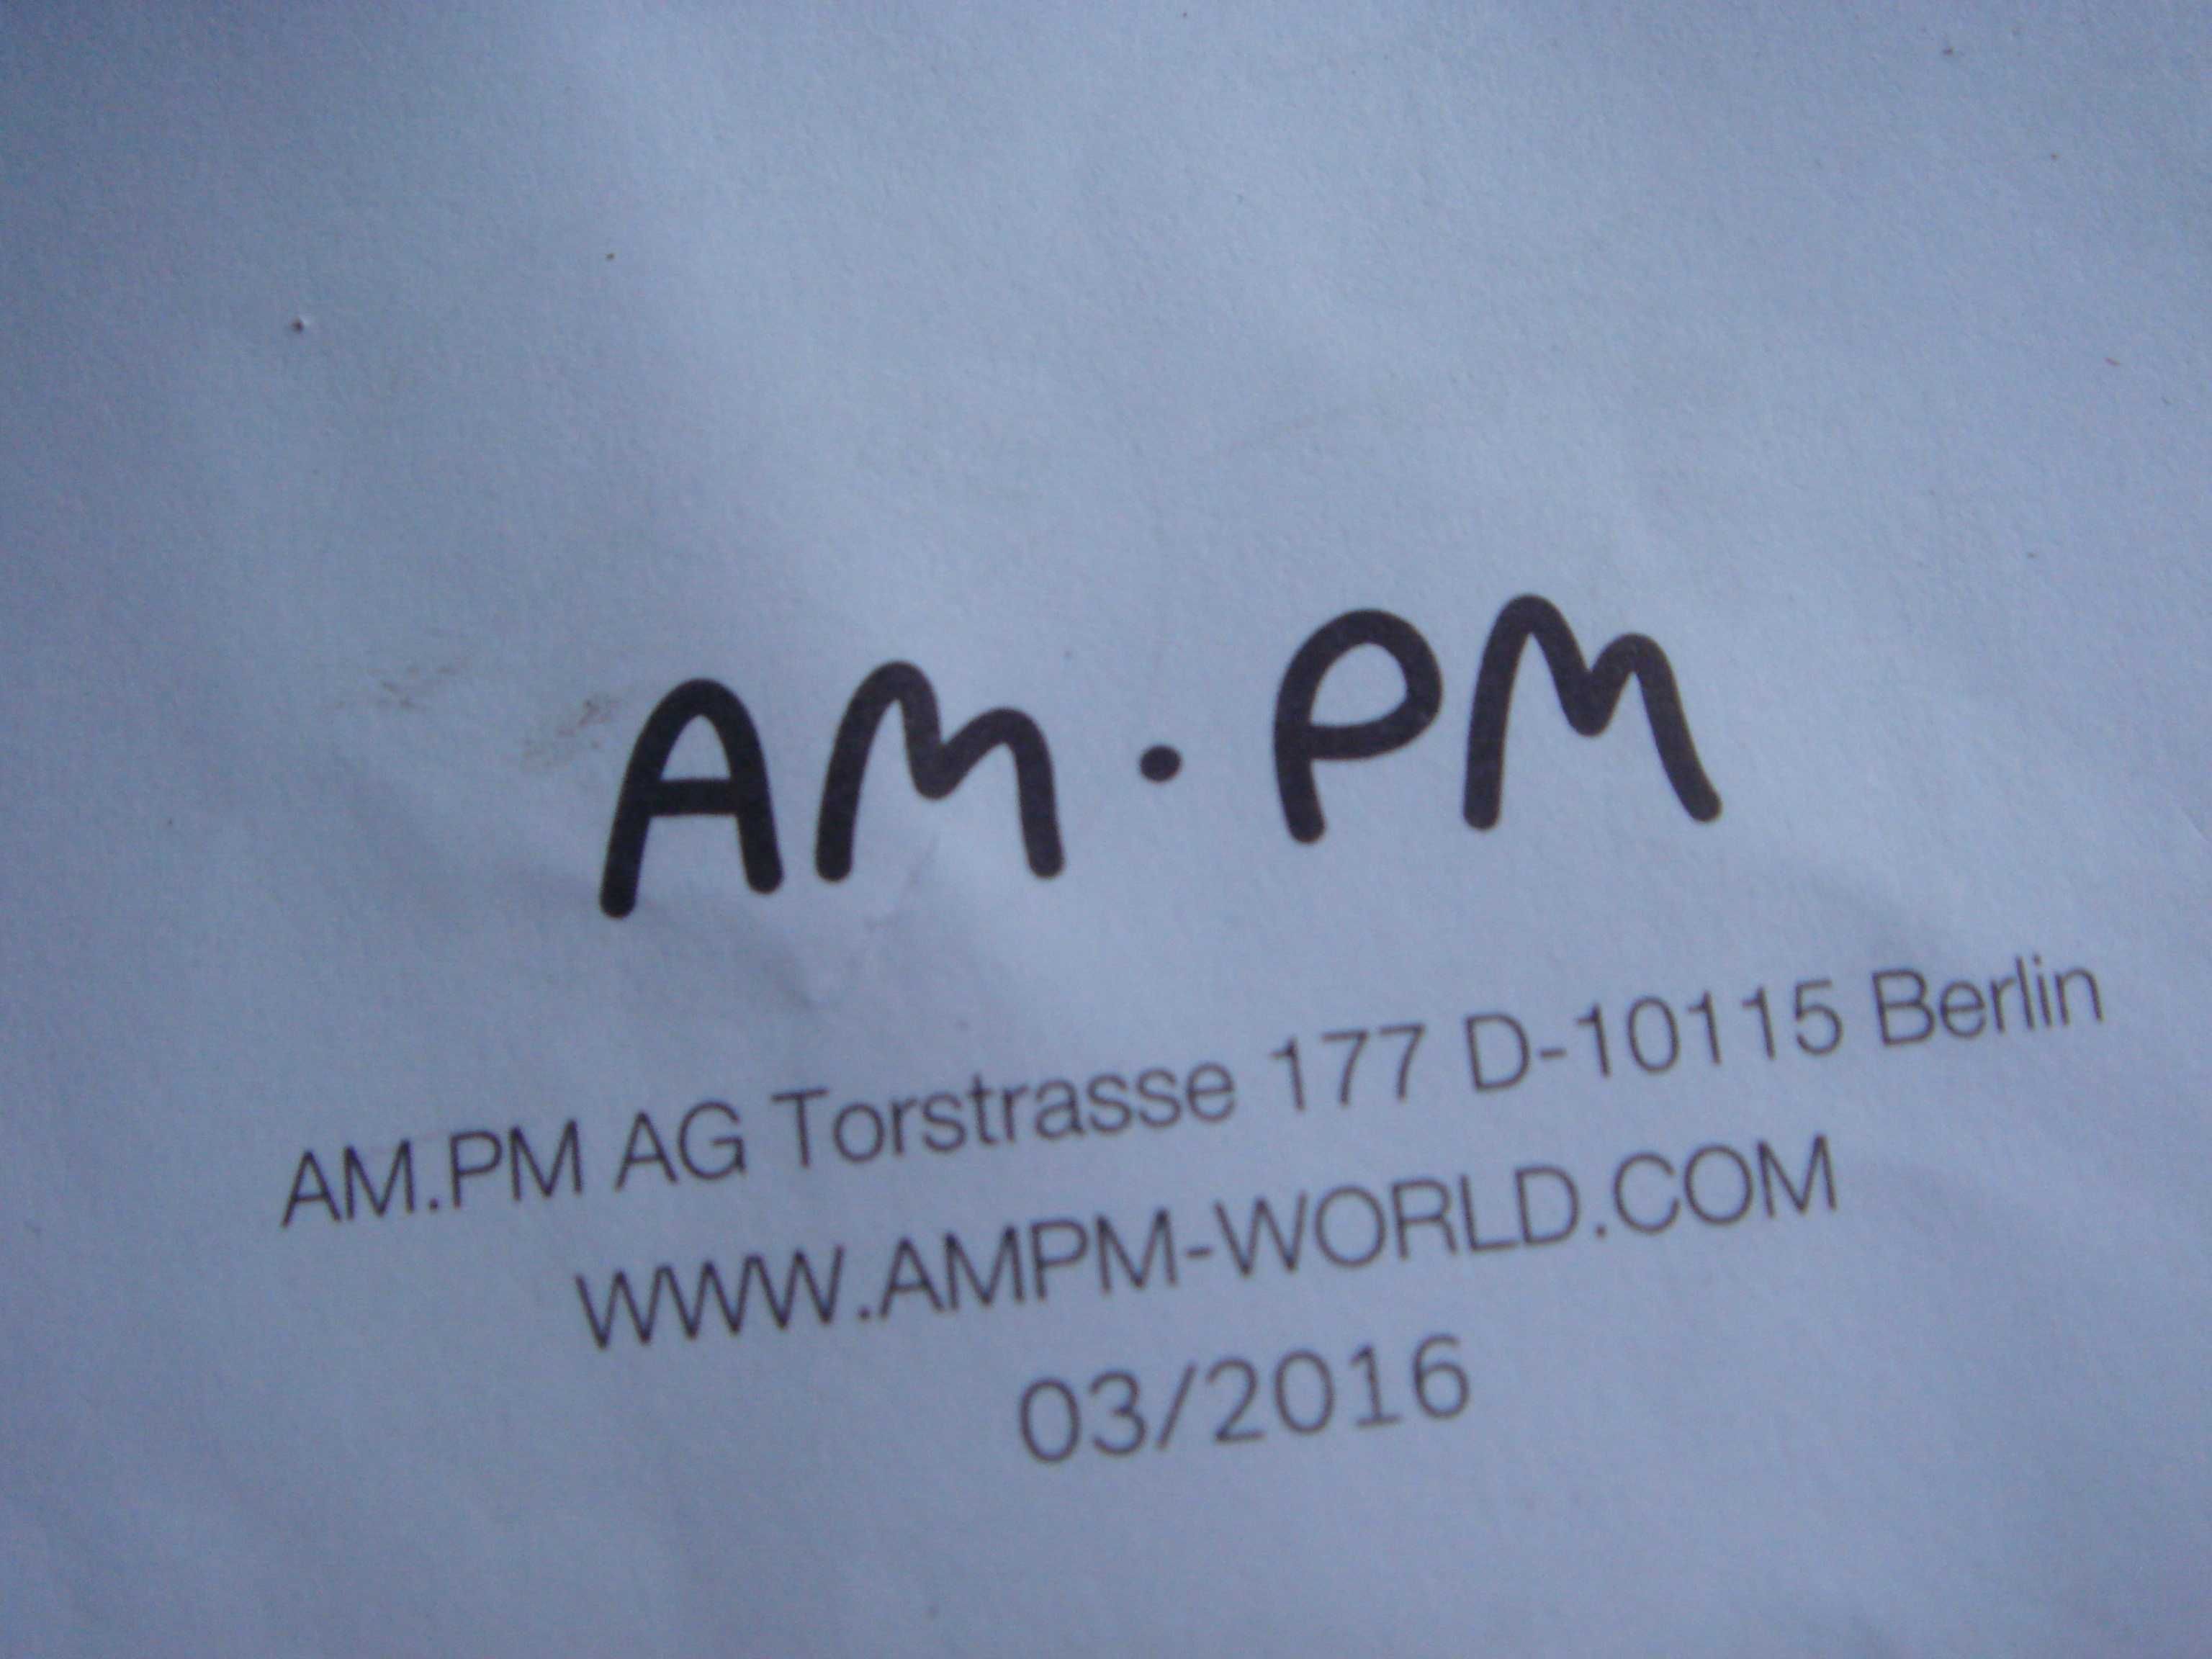 AM·PM
AM.PM AG Torstrasse 177 D-10115 Berlin
WWW.AMPM-WORLD.COM
03/2016